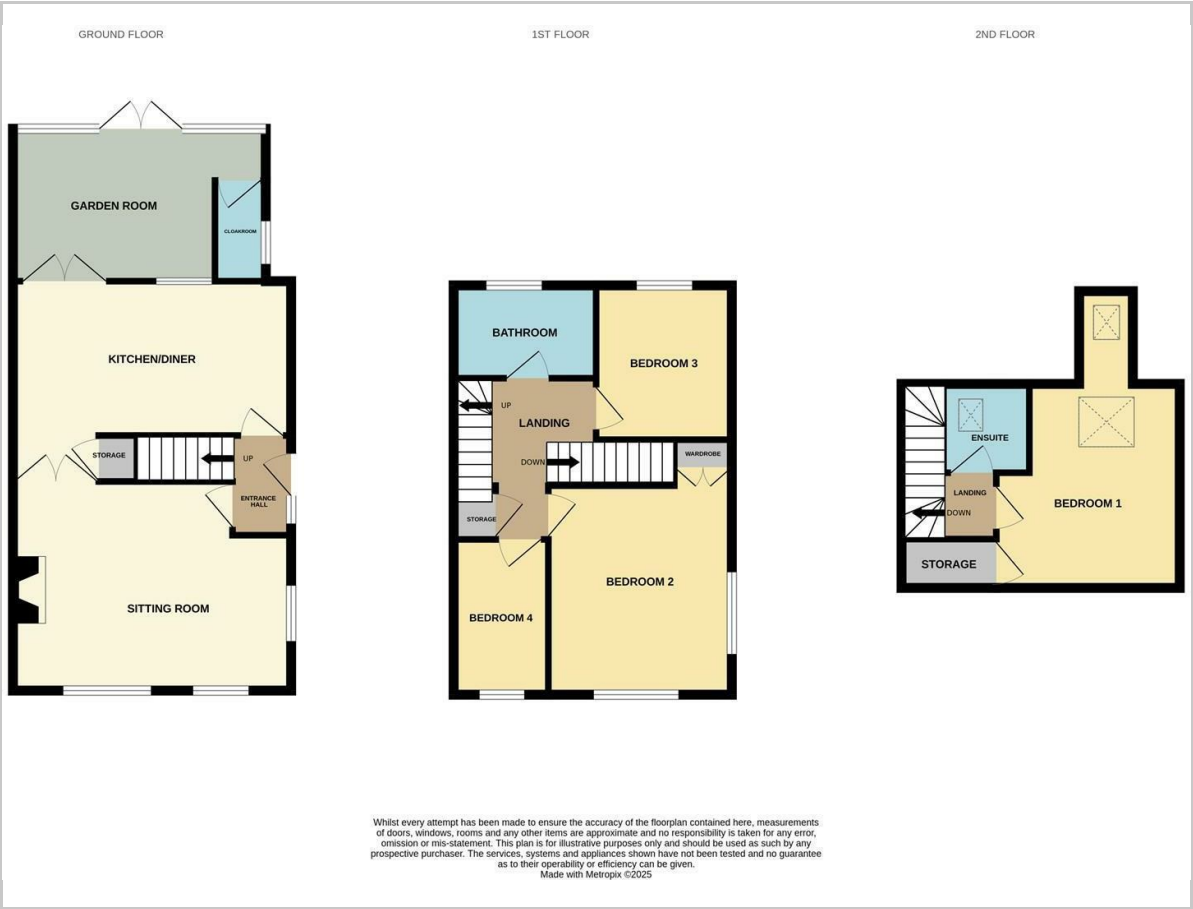 GROUND FLOOR
1ST FLOOR
2ND FLOOR
GARDEN ROOM
CLOAKROOM
KITCHEN/DINER
STORAGE
UP
ENTRANCE
HALL
SITTING ROOM
BATHROOM
BEDROOM 3
UP
LANDING
DOWN
WARDROBE
STORAGE
BEDROOM 2
BEDROOM 4
ENSUITE
LANDING
DOWN
BEDROOM 1
STORAGE
Whilst every attempt has been made to ensure the accuracy of the floorplan contained here, measurements
of doors, windows, rooms and any other items are approximate and no responsibility is taken for any error,
omission or mis-statement. This plan is for illustrative purposes only and should be used as such by any
prospective purchaser. The services, systems and appliances shown have not been tested and no guarantee
as to their operability or efficiency can be given.
Made with Metropix ©2025